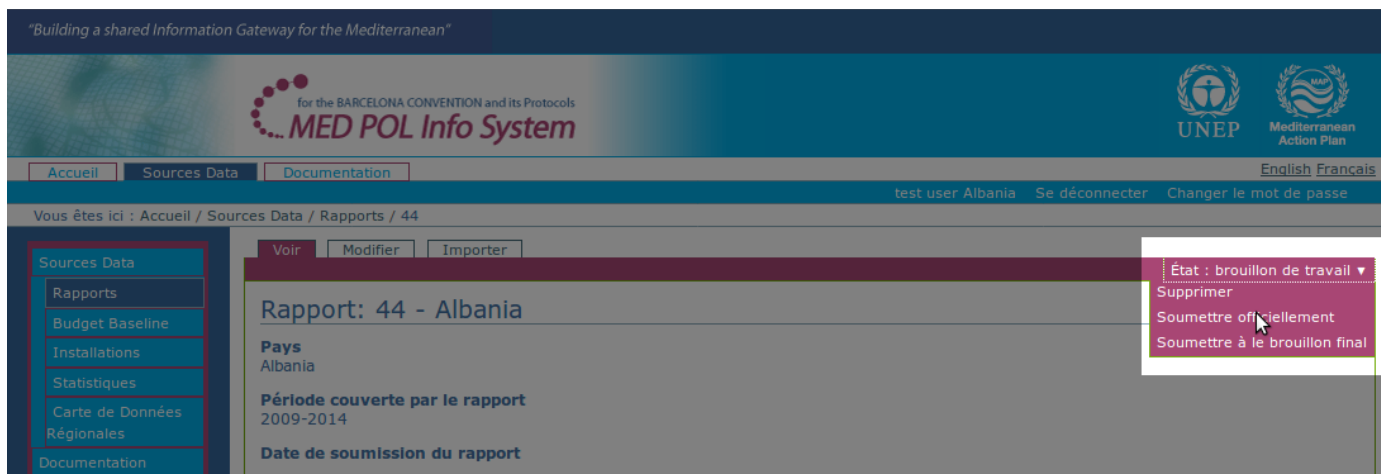 "Building a shared Information Gateway for the Mediterranean"
for the BARCELONA CONVENTION and its Protocols
MED POL Info System
UNEP
MAP
Mediterranean
Action Plan
Accueil Sources Data Documentation
English Français
test user Albania Se déconnecter Changer le mot de passe
Vous êtes ici : Accueil / Sources Data / Rapports / 44
Sources Data
Rapports
Budget Baseline
Installations
Statistiques
Carte de Données
Régionales
Documentation
Voir Modifier Importer
État : brouillon de travail ▼
Supprimer
Soumettre officiellement
Soumettre à le brouillon final
Rapport: 44 - Albania
Pays
Albania
Période couverte par le rapport
2009-2014
Date de soumission du rapport